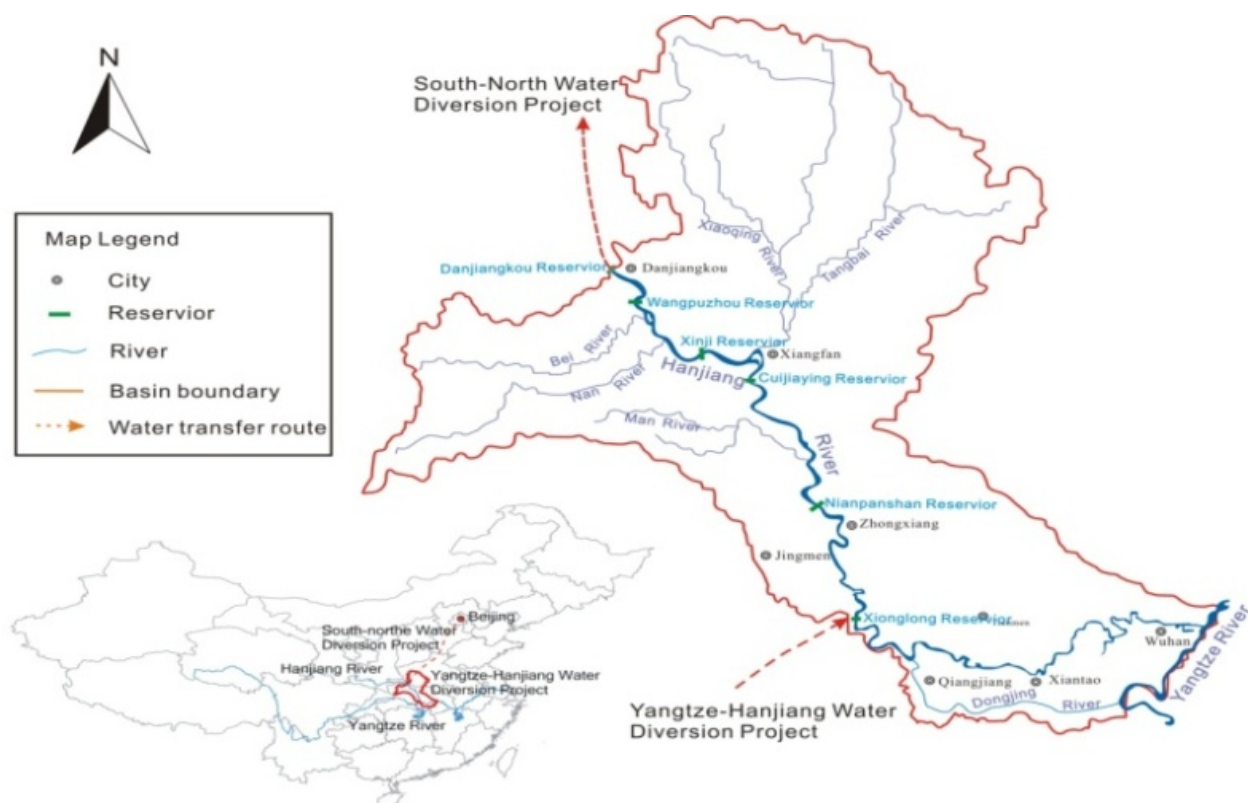 N
South-North Water
Diversion Project
Map Legend
City
Reservior
River
Basin boundary
Water transfer route
Xiaoqing
River
Tangbai River
Danjiangkou Reservior
Danjiangkou
Wangpuzhou Reservior
Bei River
Xinji Reservior
Xiangfan
Hanjiang
Cuijiaying Reservior
Nan River
Man River
River
Nianpanshan Reservior
Zhongxiang
Jingmen
Xionglong Reservior
Wuhan
Yangtze River
Qiangjiang
Xiantao
Dongjing River
Yangtze-Hanjiang Water
Diversion Project
Beijing
South-northe Water
Diversion Project
Hanjiang River
Yangtze-Hanjiang Water
Diversion Project
Yangtze River